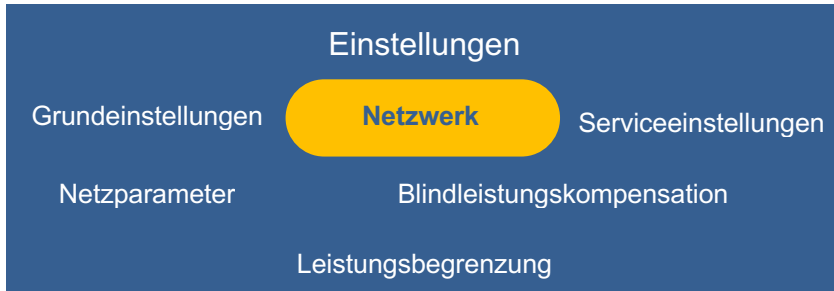 Einstellungen
Grundeinstellungen Netzwerk Serviceeinstellungen
Netzparameter Blindleistungskompensation
Leistungsbegrenzung